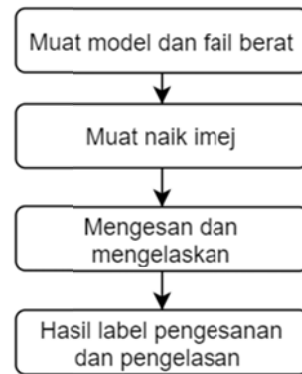 Muat model dan fail berat
Muat naik imej
Mengesan dan
mengelaskan
Hasil label pengesanan
dan pengelasan